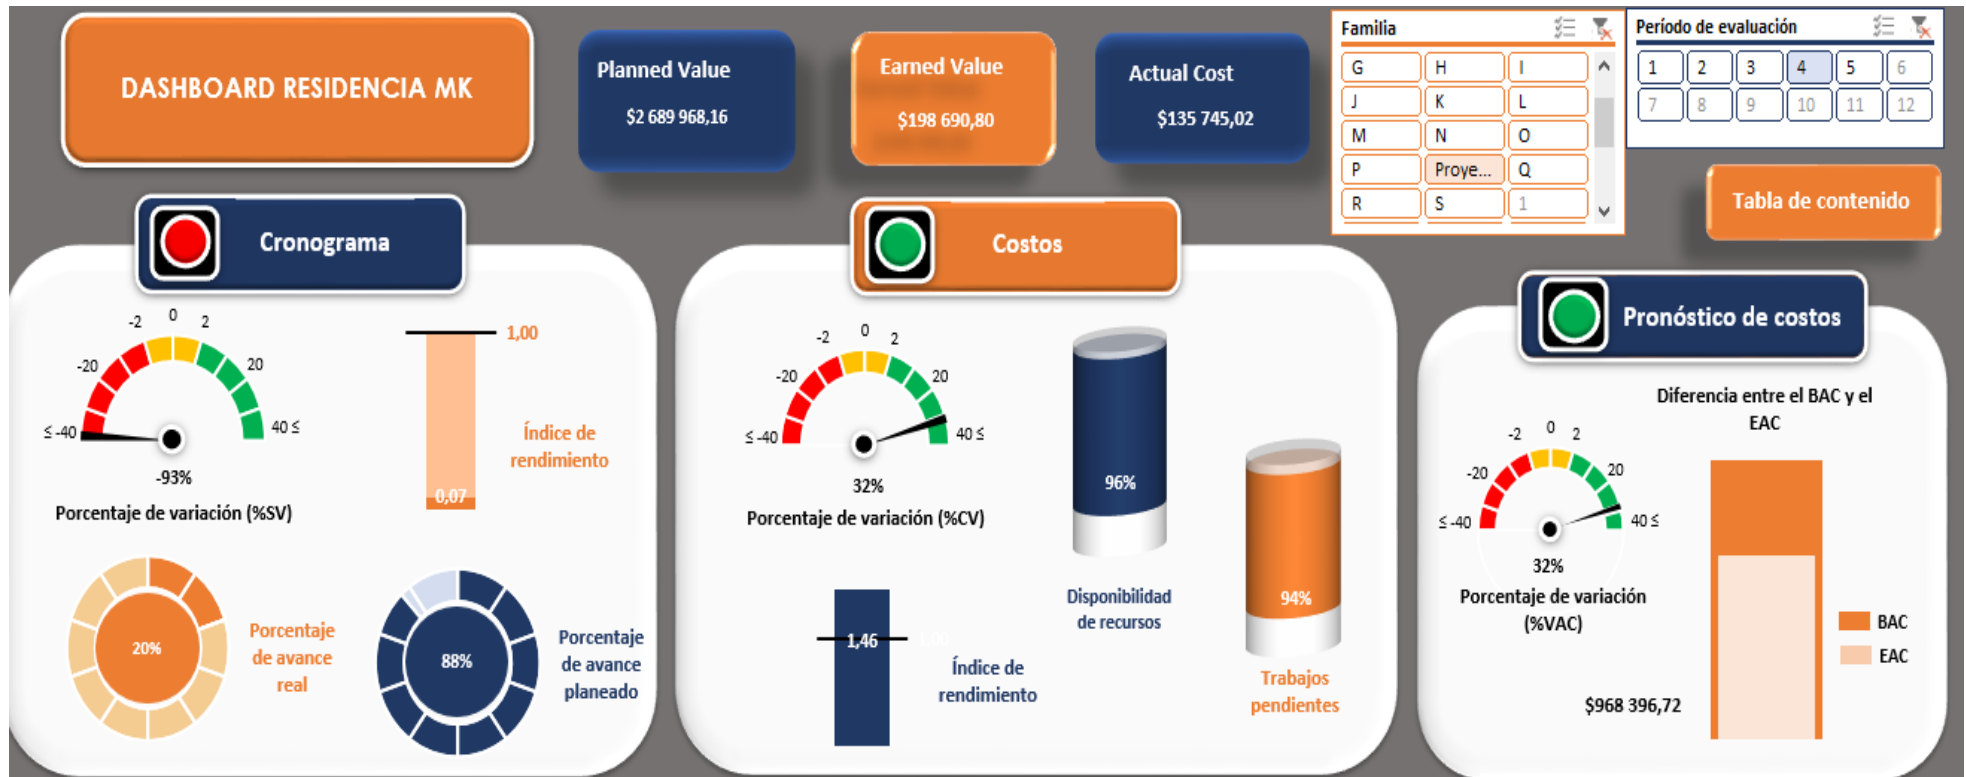 DASHBOARD RESIDENCIA MK
Planned Value
$2 689 968,16
Earned Value
$198 690,80
Actual Cost
$135 745,02
Familia
G H I
J K L
M N O
P Proye... Q
R S 1
Período de evaluación
1 2 3 4 5 6
7 8 9 10 11 12
Tabla de contenido
Cronograma
-2 0 2
-20 20
≤ -40 40 ≤
-93%
Porcentaje de variación (%SV)
1,00
Índice de
rendimiento
0,07
20%
Porcentaje
de avance
real
88%
Porcentaje
de avance
planeado
Costos
-2 0 2
-20 20
≤ -40 40 ≤
32%
Porcentaje de variación (%CV)
1,46
1,00
Índice de
rendimiento
96%
Disponibilidad
de recursos
94%
Trabajos
pendientes
Pronóstico de costos
Diferencia entre el BAC y el
EAC
-2 0 2
-20 20
≤ -40 40 ≤
32%
Porcentaje de variación
(%VAC)
BAC
EAC
$968 396,72